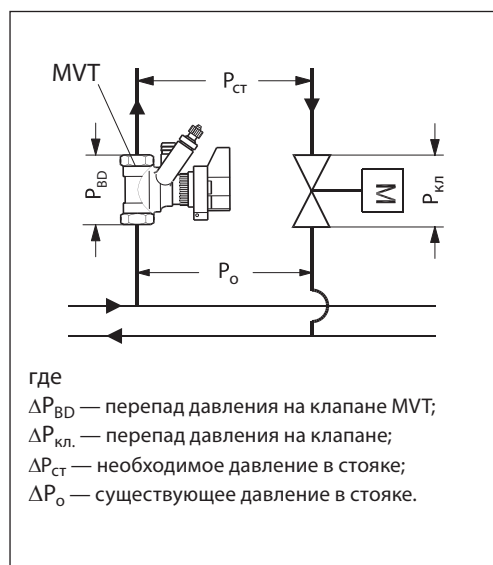 MVT
Pст
PBD
M
Pкл
Po
где
ΔPBD — перепад давления на клапане MVT;
ΔPкл. — перепад давления на клапане;
ΔPст — необходимое давление в стояке;
ΔPo — существующее давление в стояке.